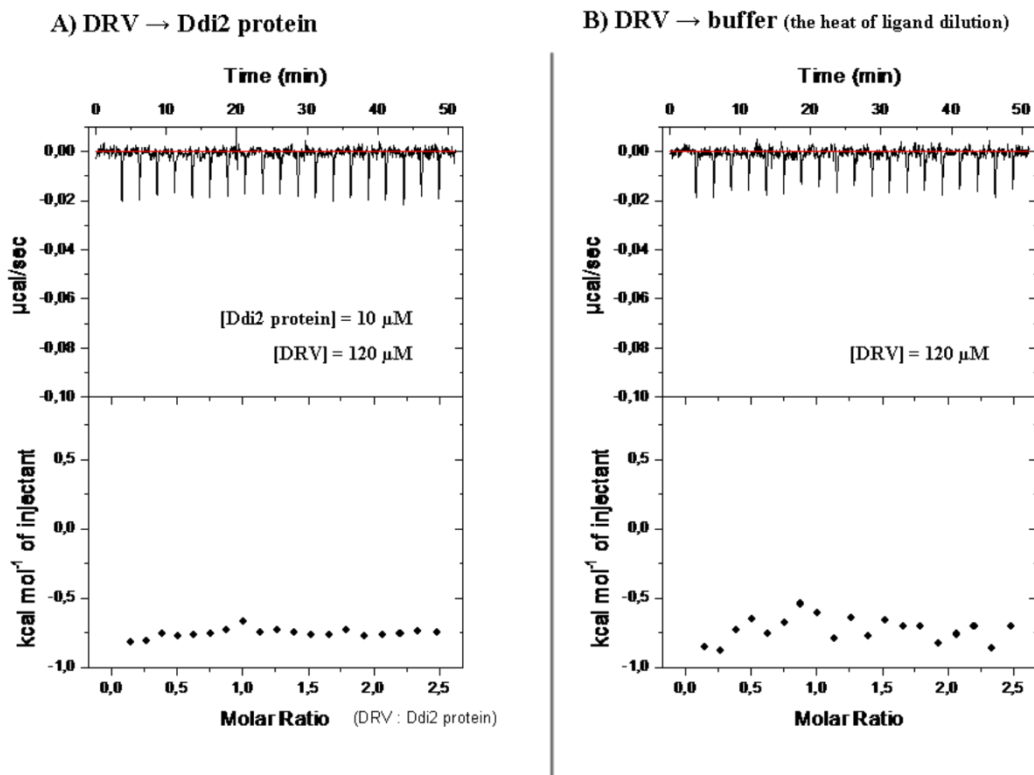 A) DRV → Ddi2 protein
Time (min)
0 10 20 30 40 50
0,00
-0,02
-0,04
-0,06
-0,08
-0,10
µcal/sec
[Ddi2 protein] = 10 µM
[DRV] = 120 µM
0,5
0,0
-0,5
-1,0
kcal mol⁻¹ of injectant
0,0 0,5 1,0 1,5 2,0 2,5
Molar Ratio (DRV : Ddi2 protein)
B) DRV → buffer (the heat of ligand dilution)
Time (min)
0 10 20 30 40 50
0,00
-0,02
-0,04
-0,06
-0,08
-0,10
µcal/sec
[DRV] = 120 µM
0,5
0,0
-0,5
-1,0
kcal mol⁻¹ of injectant
0,0 0,5 1,0 1,5 2,0 2,5
Molar Ratio